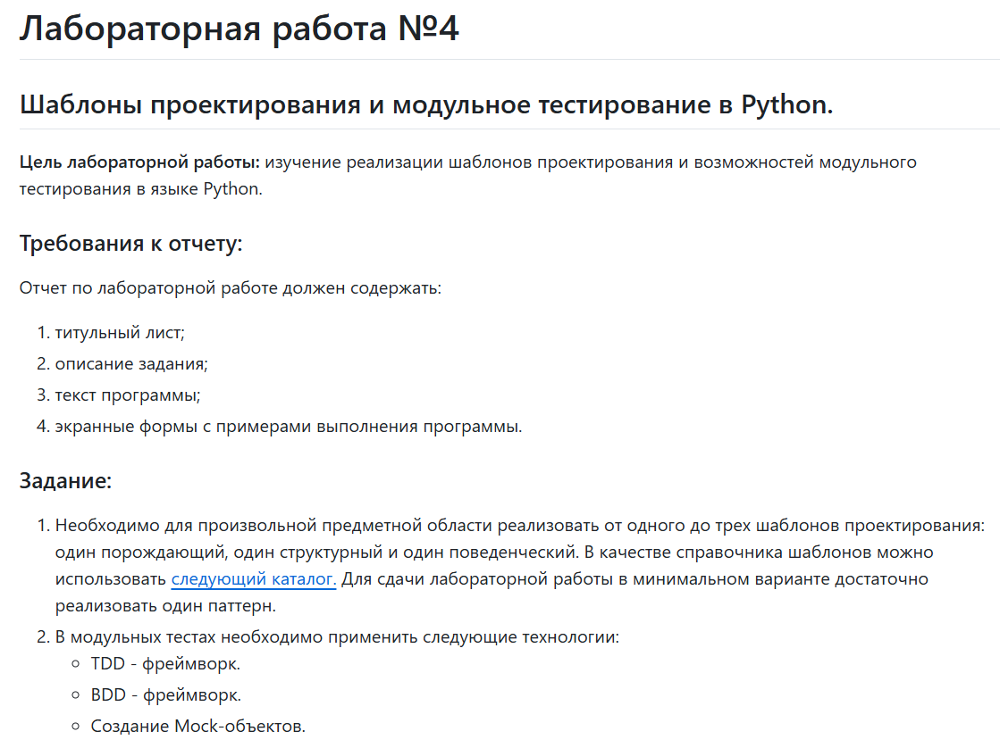 Лабораторная работа №4
Шаблоны проектирования и модульное тестирование в Python.
Цель лабораторной работы: изучение реализации шаблонов проектирования и возможностей модульного
тестирования в языке Python.
Требования к отчету:
Отчет по лабораторной работе должен содержать:
1. титульный лист;
2. описание задания;
3. текст программы;
4. экранные формы с примерами выполнения программы.
Задание:
1. Необходимо для произвольной предметной области реализовать от одного до трех шаблонов проектирования:
один порождающий, один структурный и один поведенческий. В качестве справочника шаблонов можно
использовать следующий каталог. Для сдачи лабораторной работы в минимальном варианте достаточно
реализовать один паттерн.
2. В модульных тестах необходимо применить следующие технологии:
○ TDD - фреймворк.
○ BDD - фреймворк.
○ Создание Mock-объектов.